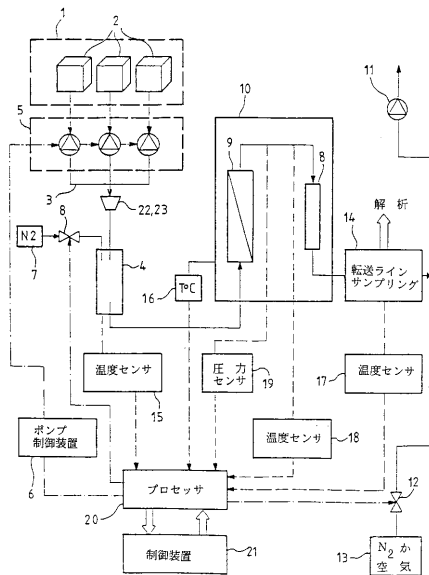 1
2
5
3
10
9
8
11
解析
14
転送ライン
サンプリング
22,23
8
N2
7
4
16
T°C
温度センサ
15
圧力
センサ
19
温度センサ
17
温度センサ
18
ポンプ
制御装置
6
プロセッサ
20
12
制御装置
21
13
N₂か
空気